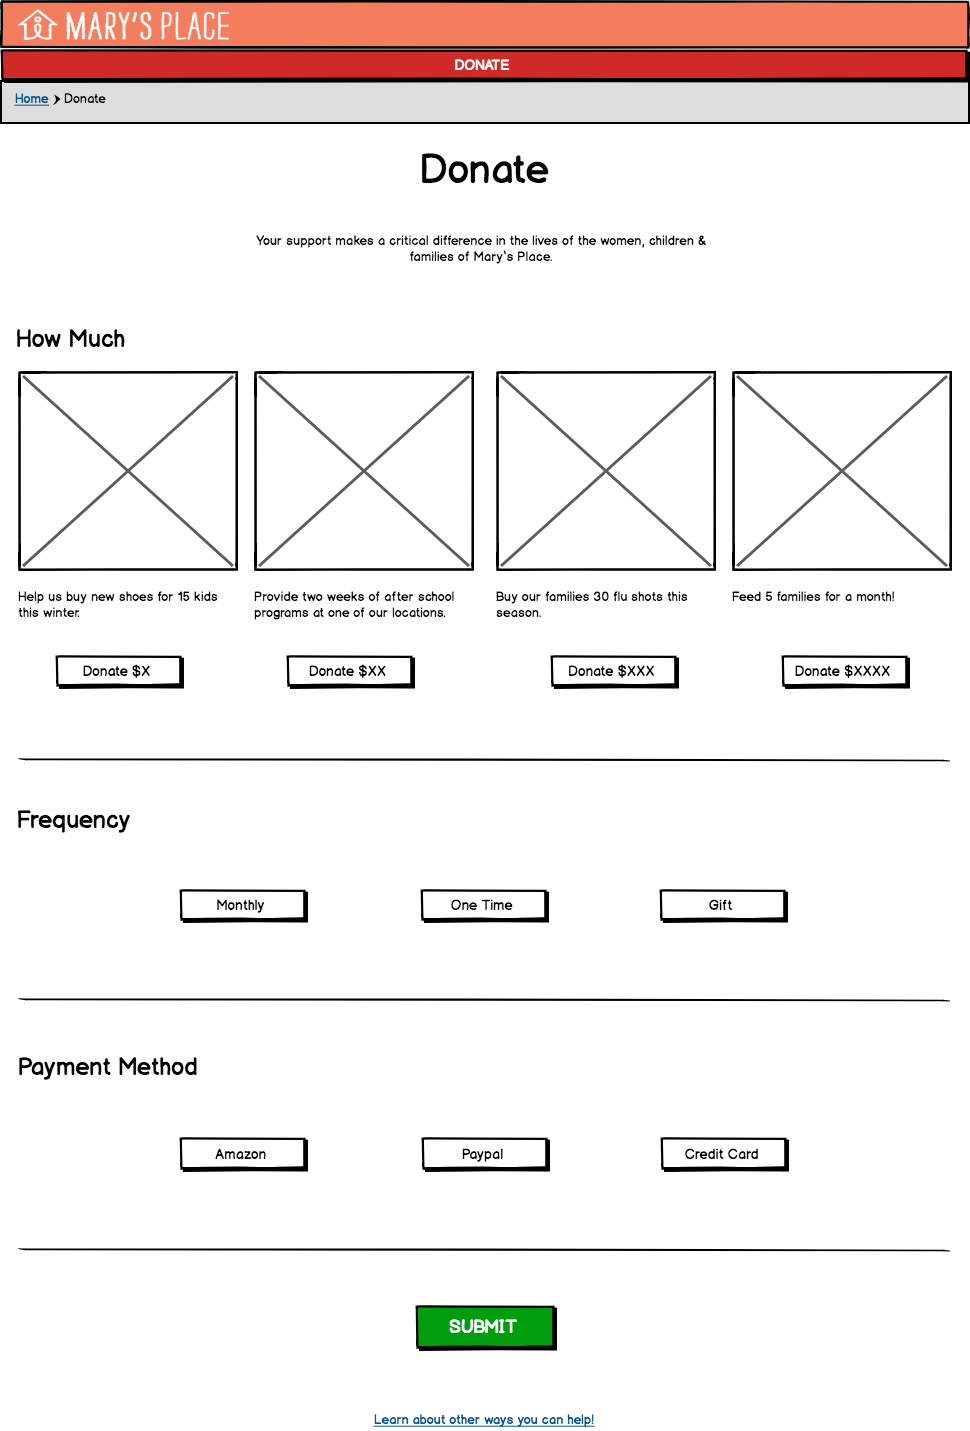 MARY'S PLACE
DONATE
Home > Donate
Donate
Your support makes a critical difference in the lives of the women, children &
families of Mary's Place.
How Much
Help us buy new shoes for 15 kids
this winter.
Provide two weeks of after school
programs at one of our locations.
Buy our families 30 flu shots this
season.
Feed 5 families for a month!
Donate $X
Donate $XX
Donate $XXX
Donate $XXXX
Frequency
Monthly
One Time
Gift
Payment Method
Amazon
Paypal
Credit Card
SUBMIT
Learn about other ways you can help!